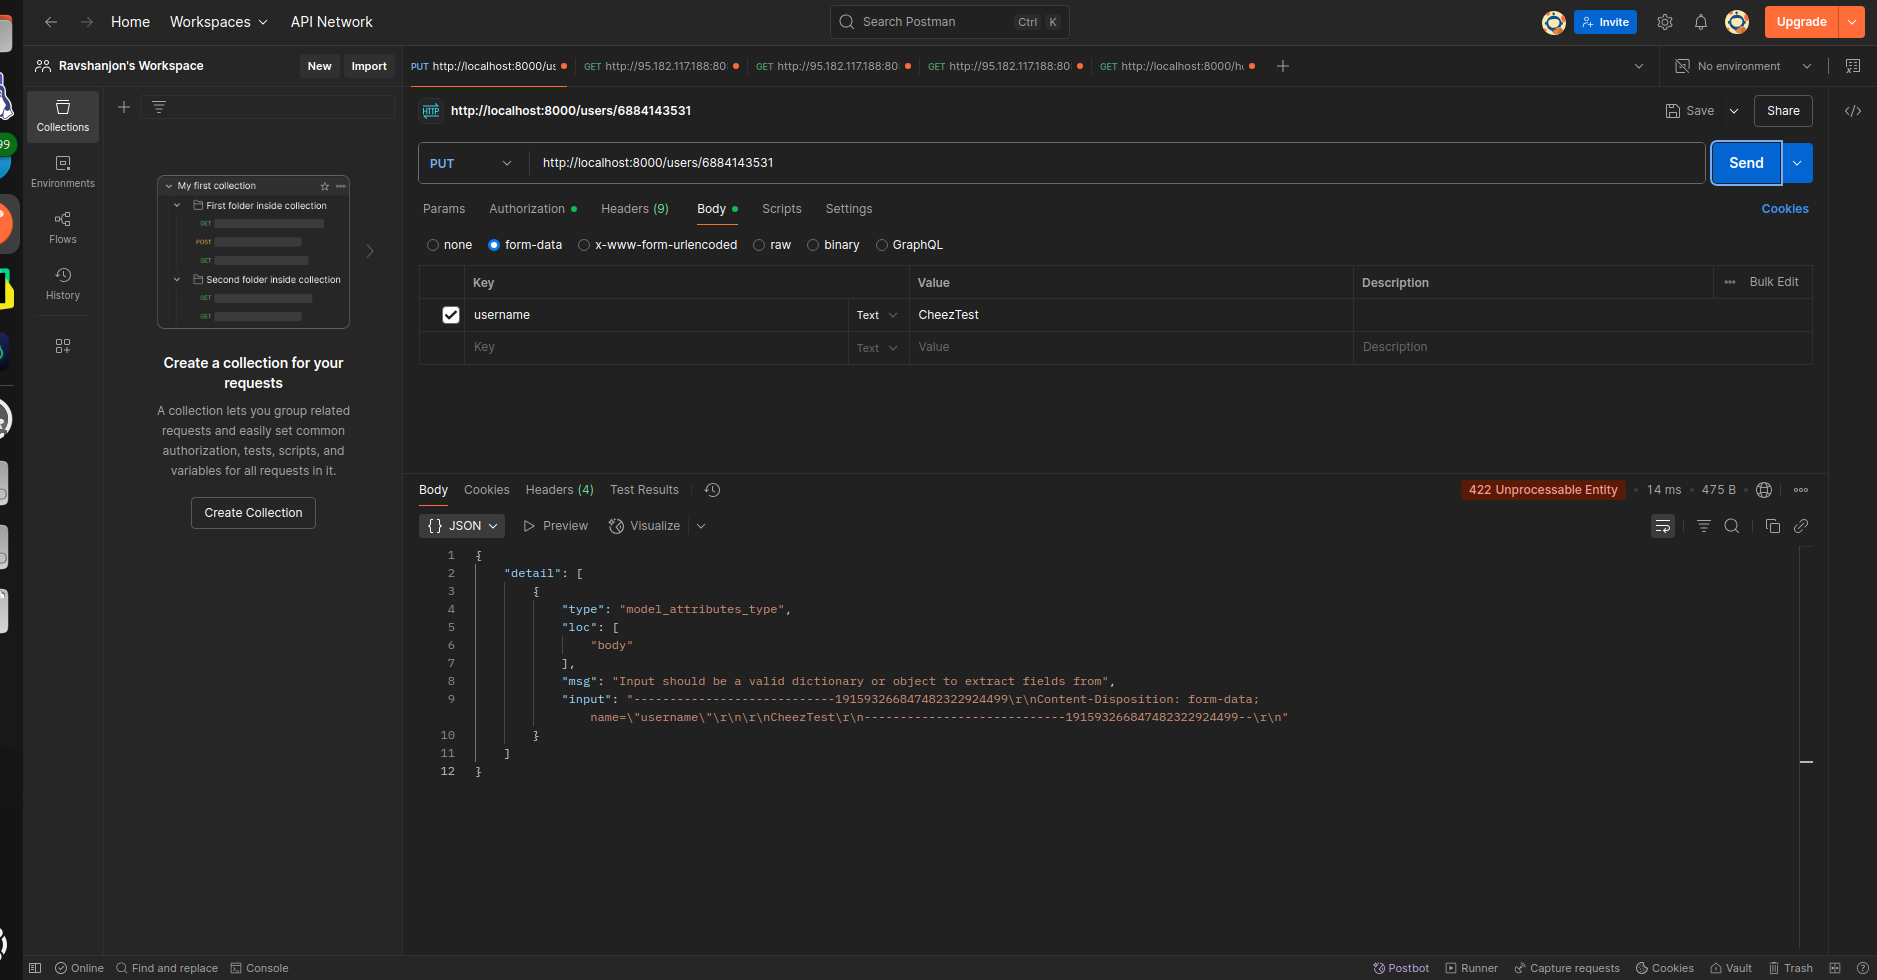 Home Workspaces API Network Search Postman Ctrl K Invite Upgrade
Ravshanjon's Workspace New Import PUT http://localhost:8000/us GET http://95.182.117.188:80 GET http://95.182.117.188:80 GET http://95.182.117.188:80 GET http://localhost:8000/h No environment
Collections
Environments
Flows
History
My first collection
First folder inside collection
GET
POST
GET
Second folder inside collection
GET
GET
Create a collection for your
requests
A collection lets you group related
requests and easily set common
authorization, tests, scripts, and
variables for all requests in it.
Create Collection
HTTP http://localhost:8000/users/6884143531 Save Share
PUT http://localhost:8000/users/6884143531 Send
Params Authorization Headers (9) Body Scripts Settings Cookies
none form-data x-www-form-urlencoded raw binary GraphQL
Key Value Description Bulk Edit
username Text CheezTest
Key Text Value Description
Body Cookies Headers (4) Test Results 422 Unprocessable Entity 14 ms 475 B
{} JSON Preview Visualize
1 {
2 "detail": [
3 {
4 "type": "model_attributes_type",
5 "loc": [
6 "body"
7 ],
8 "msg": "Input should be a valid dictionary or object to extract fields from",
9 "input": "----------------------------191593266847482322924499\r\nContent-Disposition: form-data;
name=\"username\"\r\n\r\nCheezTest\r\n----------------------------191593266847482322924499--\r\n"
10 }
11 ]
12 }
Online Find and replace Console Postbot Runner Capture requests Cookies Vault Trash
99